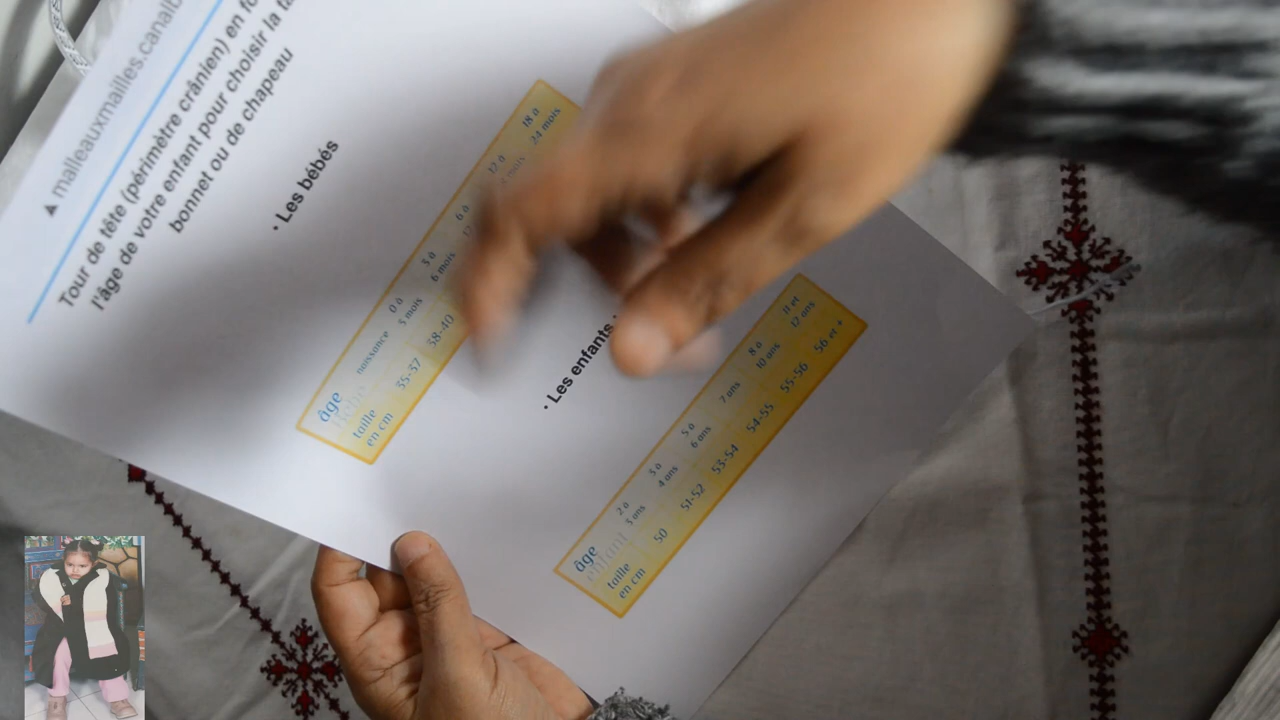 ▲ malleauxmailles.canalb
Tour de tête (périmètre crânien) en fo
l'âge de votre enfant pour choisir la ta
bonnet ou de chapeau
• Les bébés
âge naissance 0 à 3 à 6 à 12 à 18 à
5 mois 6 mois mois 24 mois
taille 35-37 38-40
en cm
• Les enfants :
âge 2 à 3 à 5 à 7 ans 8 à 11 et
enfant 3 ans 4 ans 6 ans 10 ans 12 ans
taille 50 51-52 53-54 54-55 55-56 56 et +
en cm